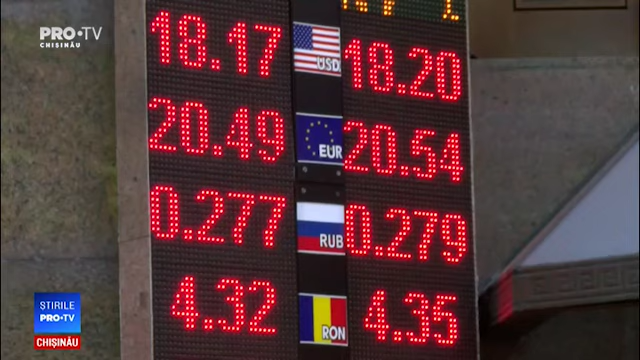 PRO•TV
CHIȘINĂU
18.17 USD 18.20
20.49 EUR 20.54
0.277 RUB 0.279
4.32 RON 4.35
ȘTIRILE
PRO•TV
CHIȘINĂU